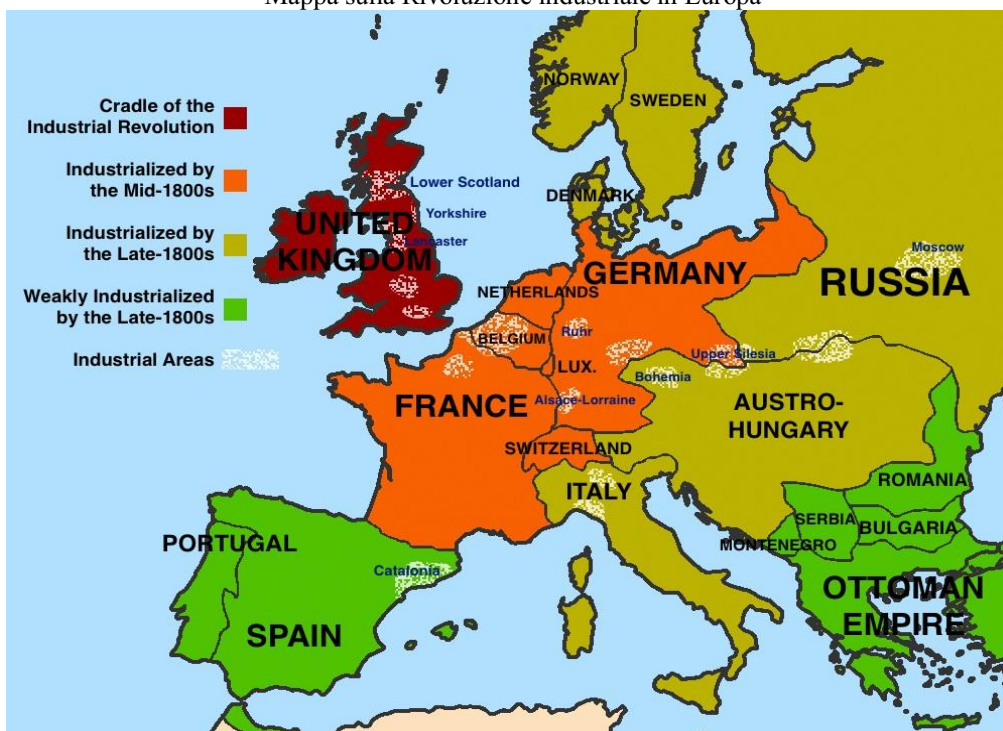 Mappa sulla Rivoluzione industriale in Europa
Cradle of the
Industrial Revolution
Industrialized by
the Mid-1800s
Industrialized by
the Late-1800s
Weakly Industrialized
by the Late-1800s
Industrial Areas
NORWAY
SWEDEN
DENMARK
Lower Scotland
Yorkshire
Lancaster
UNITED
KINGDOM
Moscow
RUSSIA
GERMANY
NETHERLANDS
BELGIUM
Ruhr
LUX.
Upper Silesia
Bohemia
Alsace-Lorraine
FRANCE
AUSTRO-
HUNGARY
SWITZERLAND
ITALY
ROMANIA
SERBIA
BULGARIA
MONTENEGRO
PORTUGAL
Catalonia
SPAIN
OTTOMAN
EMPIRE